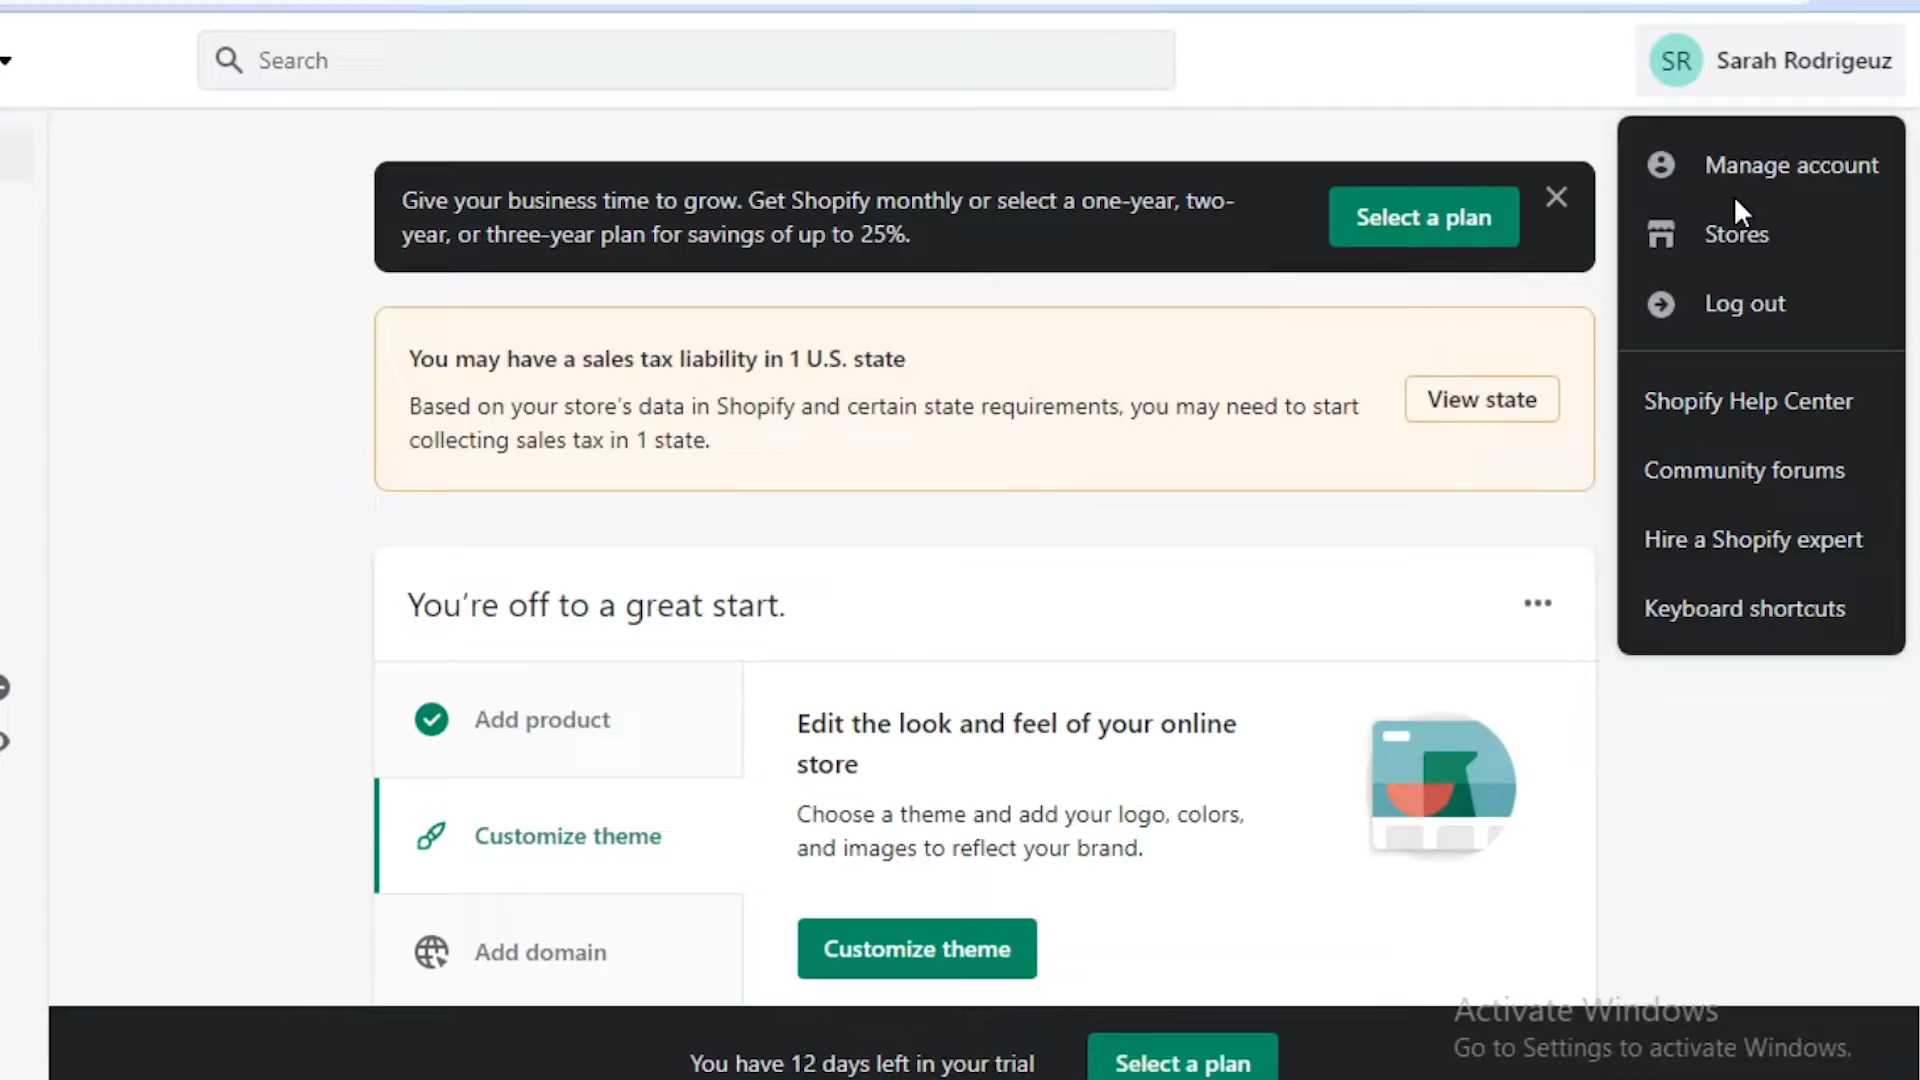 Search
SR Sarah Rodrigeuz
Give your business time to grow. Get Shopify monthly or select a one-year, two-
year, or three-year plan for savings of up to 25%.
Select a plan
Manage account
Stores
Log out
You may have a sales tax liability in 1 U.S. state
Based on your store's data in Shopify and certain state requirements, you may need to start
collecting sales tax in 1 state.
View state
Shopify Help Center
Community forums
Hire a Shopify expert
Keyboard shortcuts
You're off to a great start.
Add product
Customize theme
Add domain
Edit the look and feel of your online
store
Choose a theme and add your logo, colors,
and images to reflect your brand.
Customize theme
You have 12 days left in your trial
Select a plan
Activate Windows
Go to Settings to activate Windows.